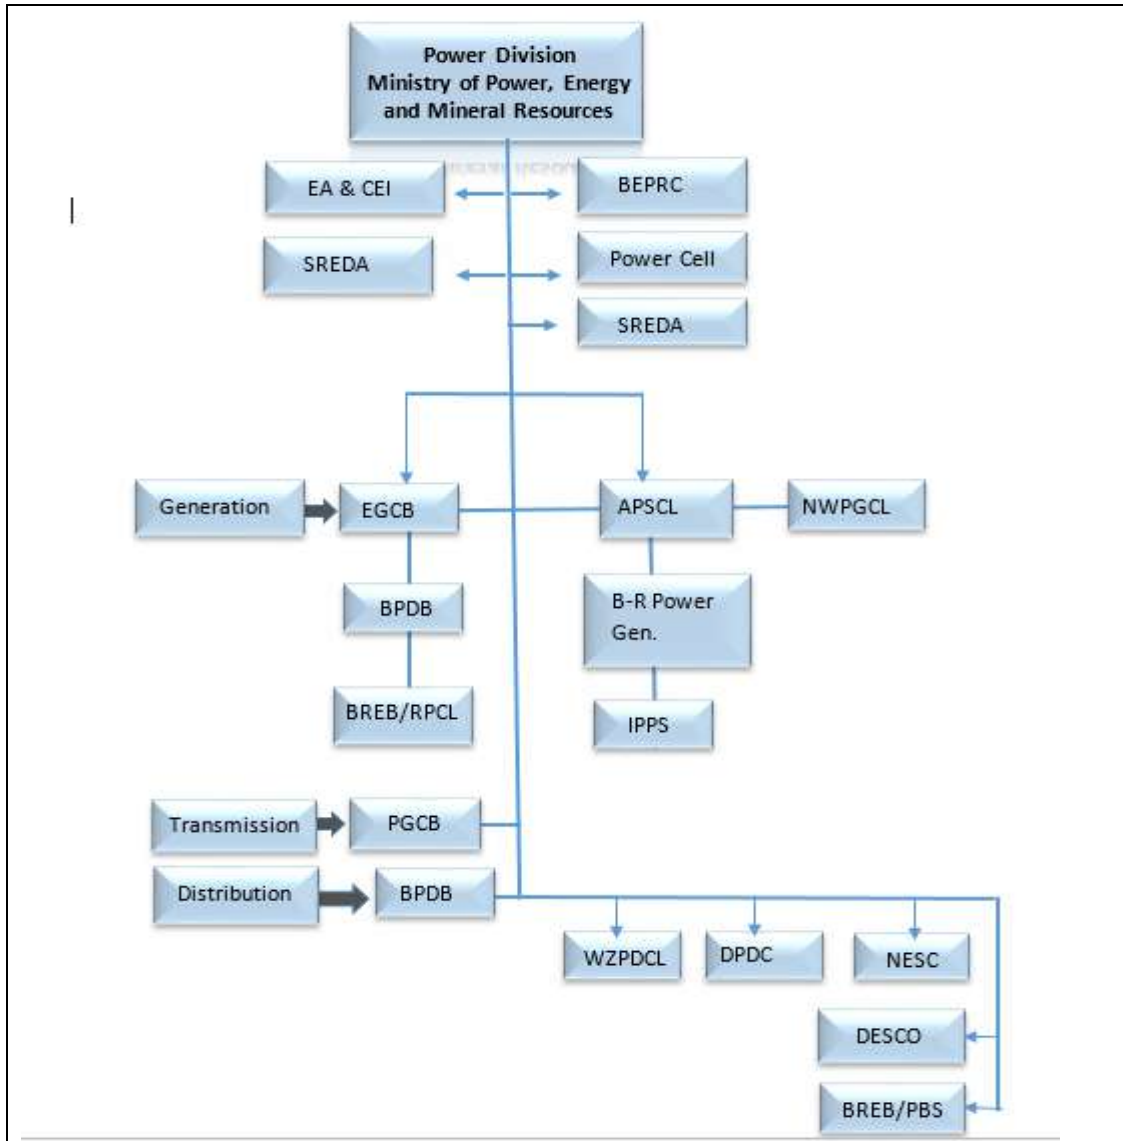 Power Division
Ministry of Power, Energy
and Mineral Resources
EA & CEI
BEPRC
SREDA
Power Cell
SREDA
Generation
EGCB
APSCL
NWPGCL
BPDB
B-R Power
Gen.
BREB/RPCL
IPPS
Transmission
PGCB
Distribution
BPDB
WZPDCL
DPDC
NESC
DESCO
BREB/PBS